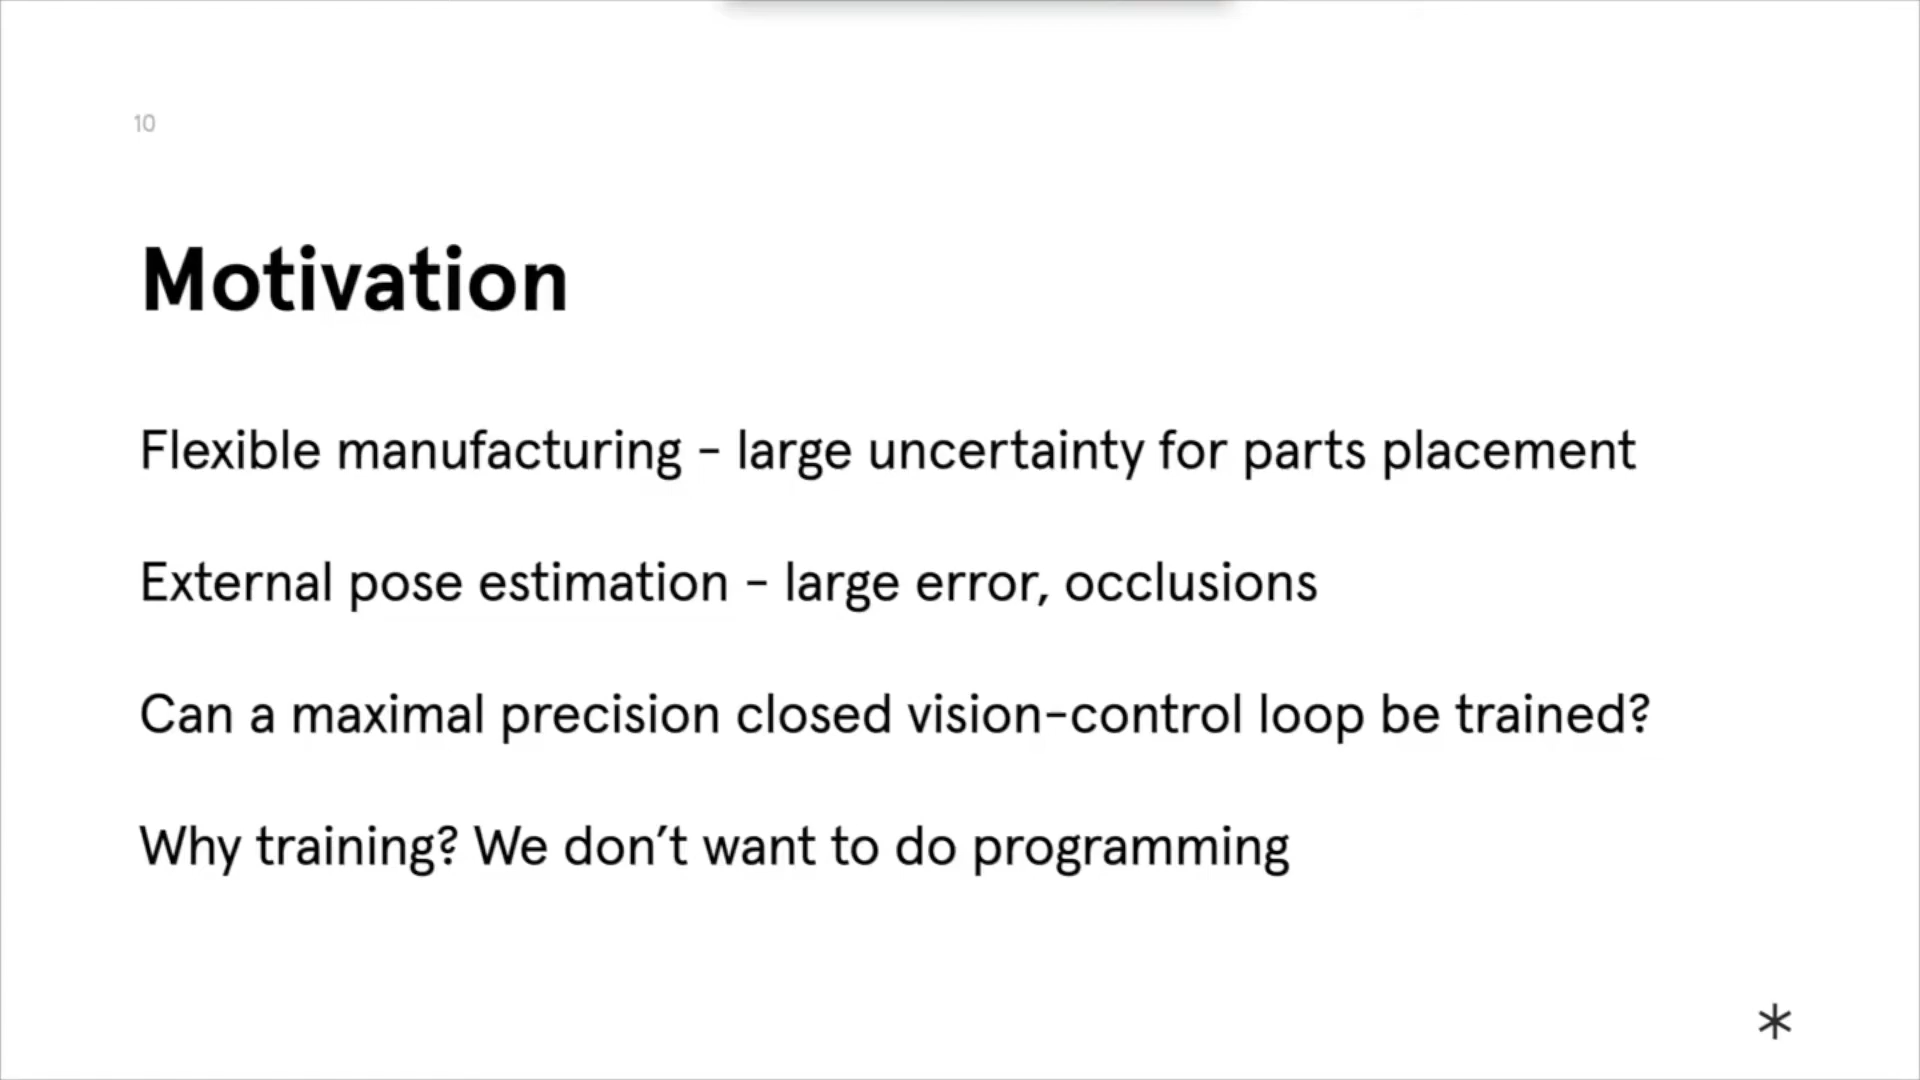 10
Motivation
Flexible manufacturing - large uncertainty for parts placement
External pose estimation - large error, occlusions
Can a maximal precision closed vision-control loop be trained?
Why training? We don’t want to do programming